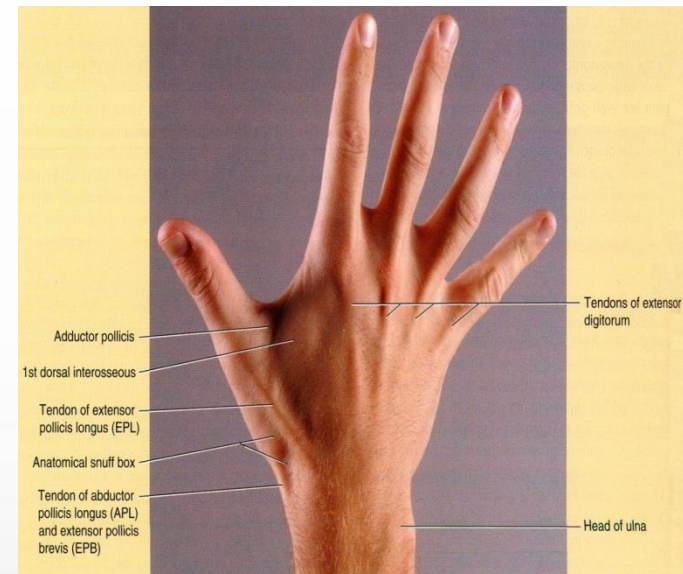 Adductor pollicis
1st dorsal interosseous
Tendon of extensor
pollicis longus (EPL)
Anatomical snuff box
Tendon of abductor
pollicis longus (APL)
and extensor pollicis
brevis (EPB)
Tendons of extensor
digitorum
Head of ulna